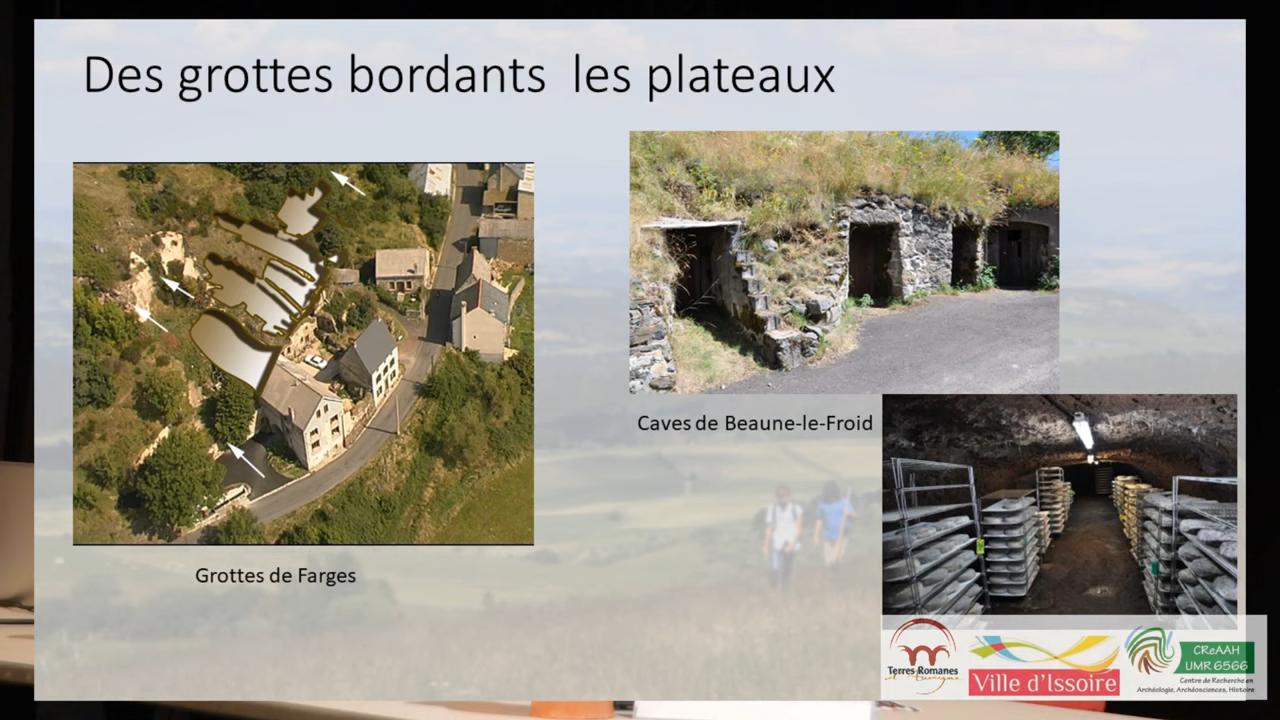 Des grottes bordants les plateaux
Caves de Beaune-le-Froid
Grottes de Farges
Terres Romanes
d'Auvergne
Ville d'Issoire
CReAAH
UMR 6566
Centre de Recherche en
Archéologie, Archéosciences, Histoire